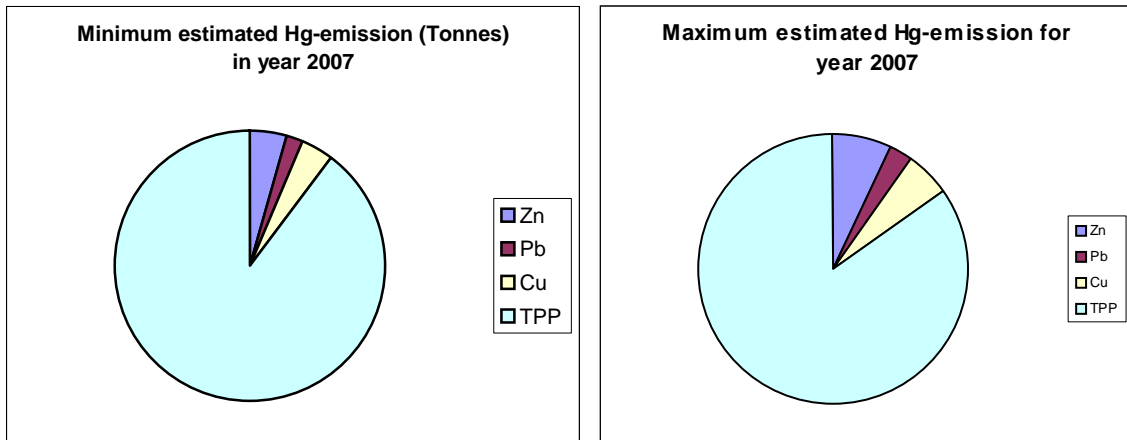 Minimum estimated Hg-emission (Tonnes)
in year 2007
Zn
Pb
Cu
TPP
Maximum estimated Hg-emission for
year 2007
Zn
Pb
Cu
TPP